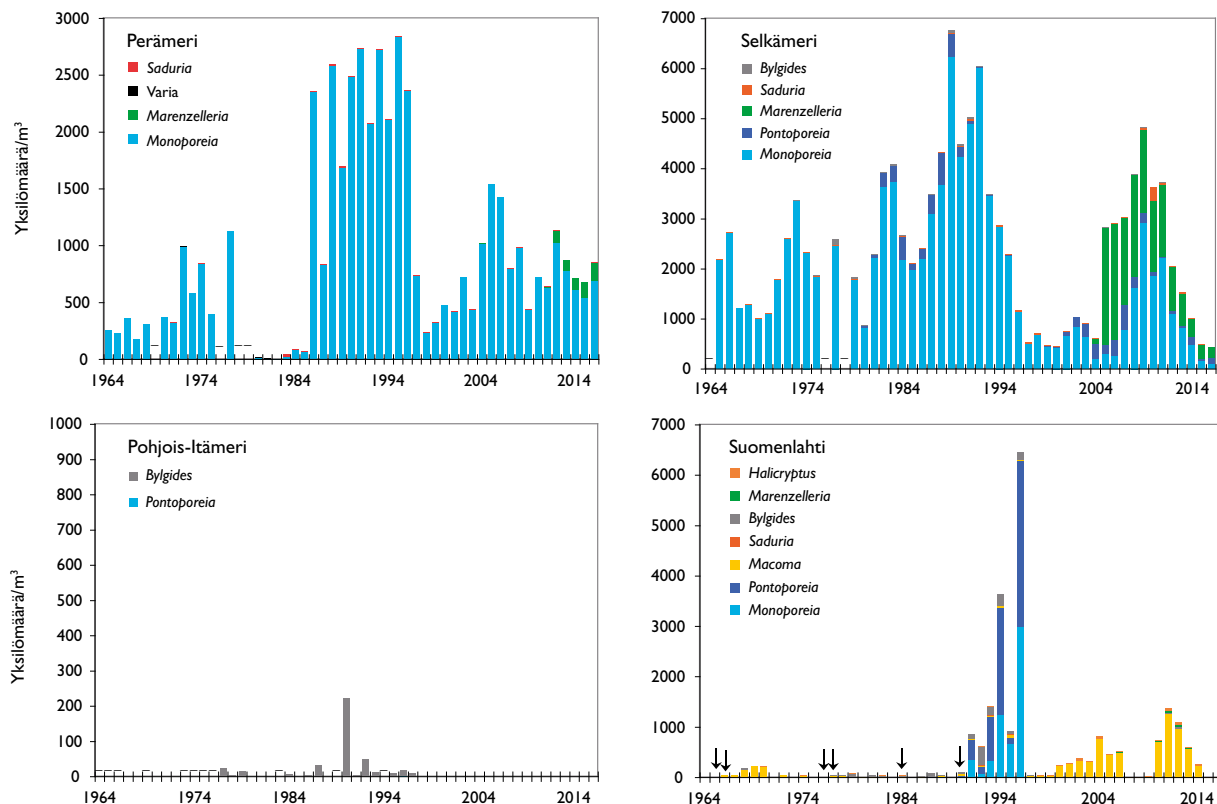 Perämeri
Saduria
Varia
Marenzelleria
Monoporeia
Yksilömäärä/m³
3000
2500
2000
1500
1000
500
0
1964 1974 1984 1994 2004 2014
Selkämeri
Bylgides
Saduria
Marenzelleria
Pontoporeia
Monoporeia
7000
6000
5000
4000
3000
2000
1000
0
1964 1974 1984 1994 2004 2014
Pohjois-Itämeri
Bylgides
Pontoporeia
Yksilömäärä/m³
1000
900
800
700
600
500
400
300
200
100
0
1964 1974 1984 1994 2004 2014
Suomenlahti
Halicryptus
Marenzelleria
Bylgides
Saduria
Macoma
Pontoporeia
Monoporeia
7000
6000
5000
4000
3000
2000
1000
0
1964 1974 1984 1994 2004 2014